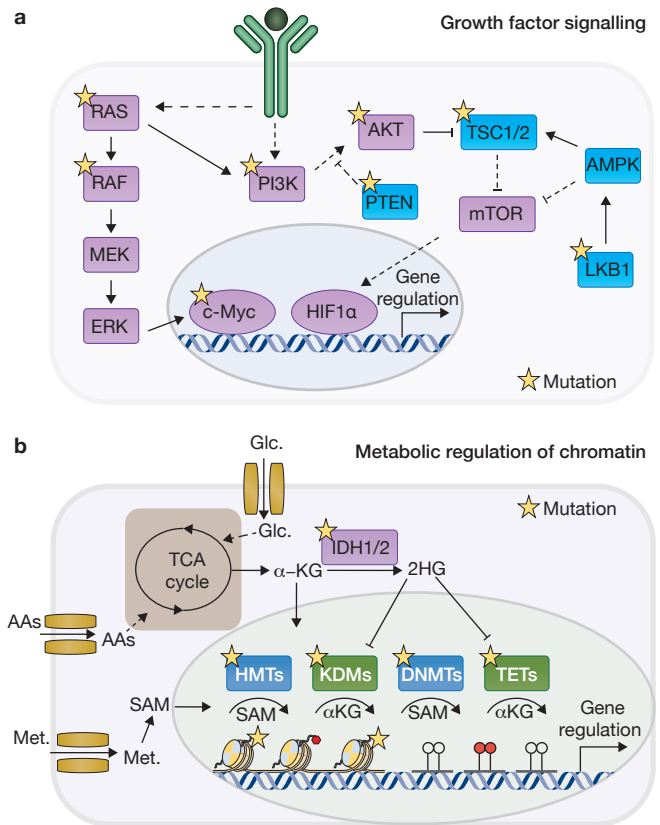 a
Growth factor signalling
RAS
RAF
MEK
ERK
PI3K
AKT
PTEN
TSC1/2
mTOR
AMPK
LKB1
c-Myc
HIF1α
Gene
regulation
Mutation
b
Metabolic regulation of chromatin
Glc.
Mutation
Glc.
TCA
cycle
α–KG
IDH1/2
2HG
AAs
AAs
HMTs
KDMs
DNMTs
TETs
SAM
SAM
αKG
SAM
αKG
Gene
regulation
Met.
Met.